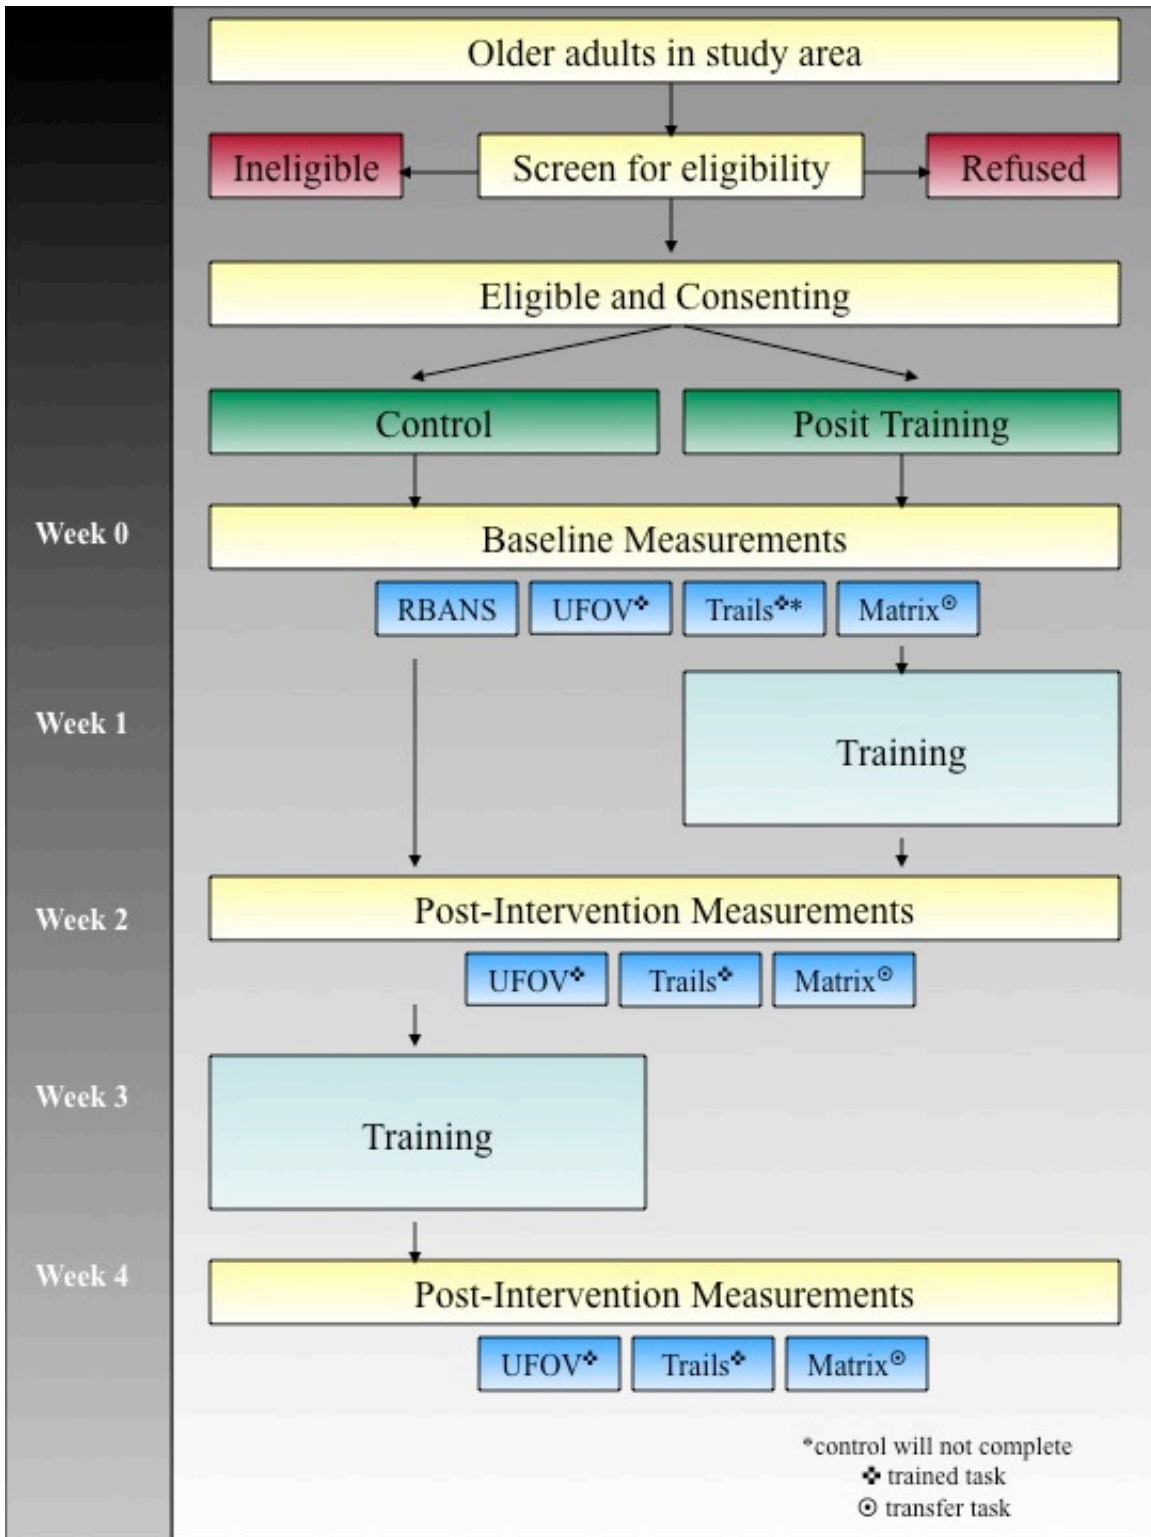 Older adults in study area
Ineligible
Screen for eligibility
Refused
Eligible and Consenting
Control
Posit Training
Week 0
Baseline Measurements
RBANS
UFOV✤
Trails✤*
Matrix⊙
Week 1
Training
Week 2
Post-Intervention Measurements
UFOV✤
Trails✤
Matrix⊙
Week 3
Training
Week 4
Post-Intervention Measurements
UFOV✤
Trails✤
Matrix⊙
*control will not complete
✤ trained task
⊙ transfer task